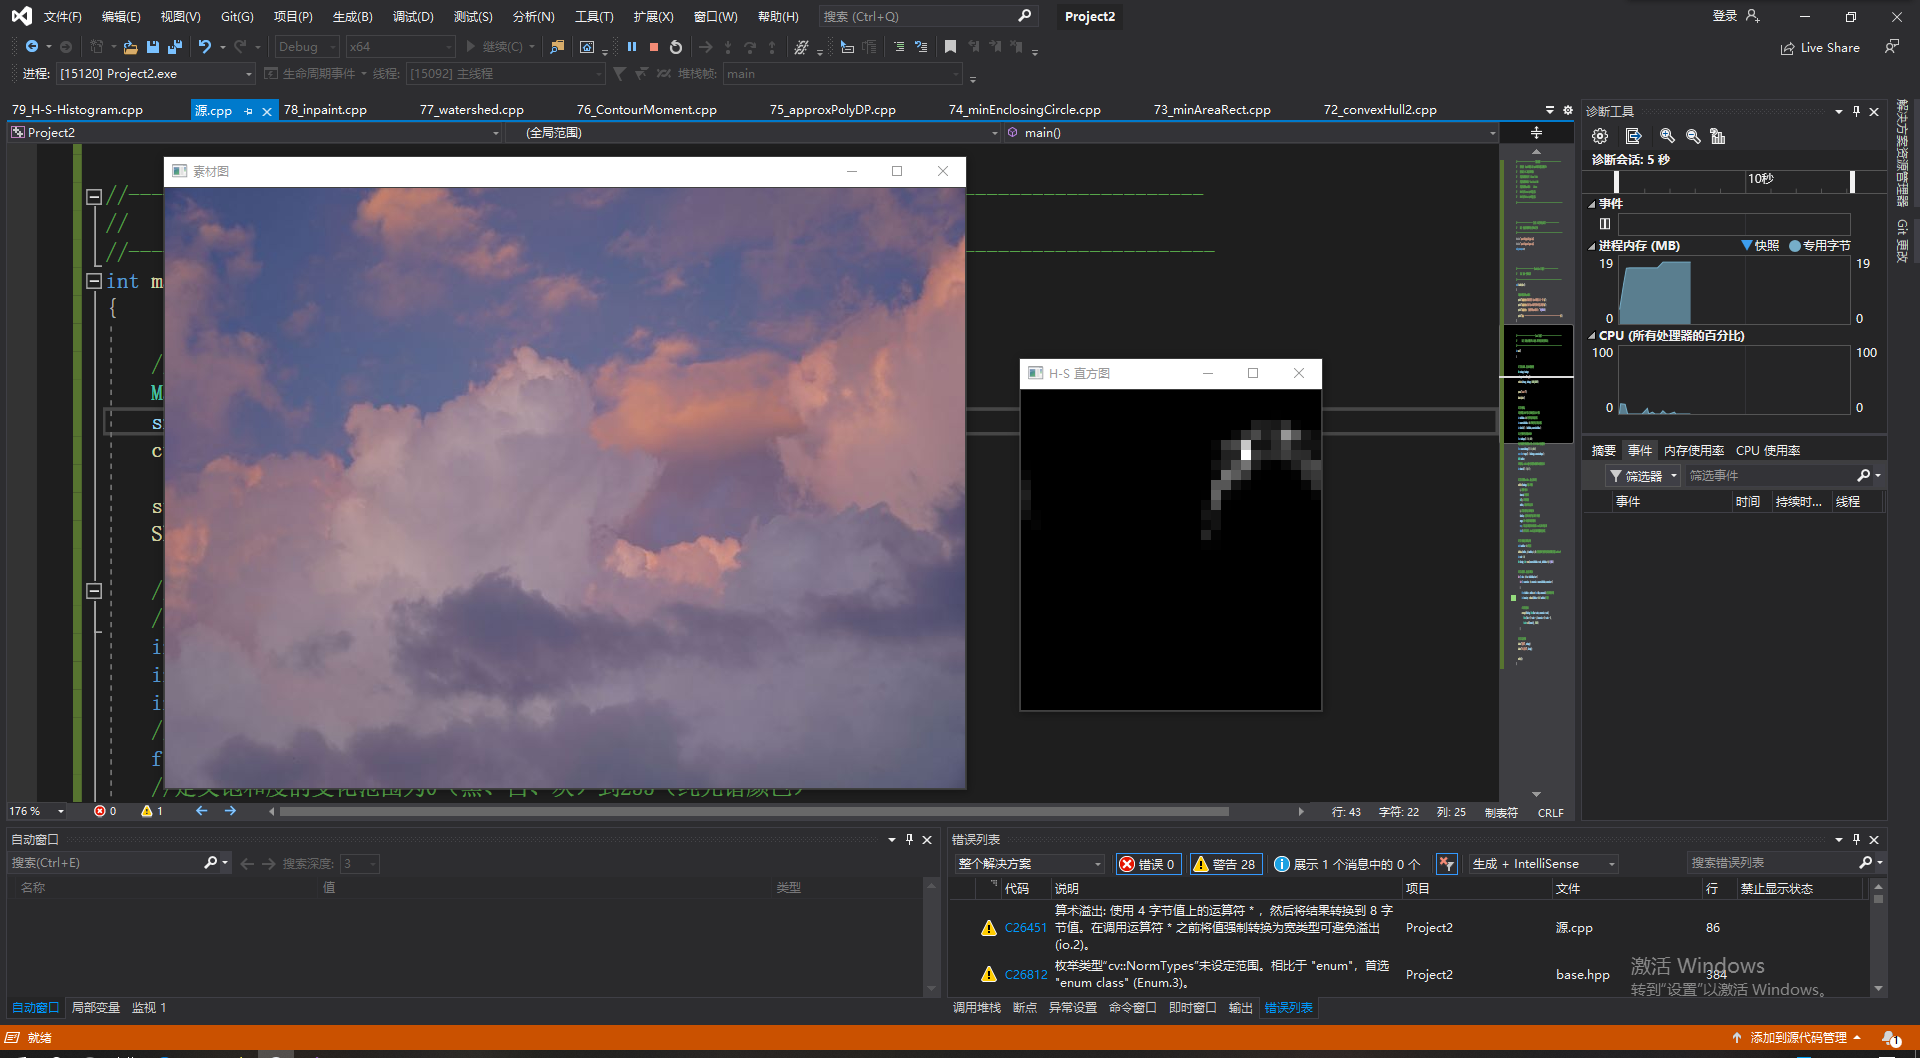 文件(F) 编辑(E) 视图(V) Git(G) 项目(P) 生成(B) 调试(D) 测试(S) 分析(N) 工具(T) 扩展(X) 窗口(W) 帮助(H) 搜索 (Ctrl+Q) Project2 登录
Debug x64 继续(C) Live Share
进程: [15120] Project2.exe 生命周期事件 线程: [15092] 主线程 堆栈帧: main
79_H-S-Histogram.cpp 源.cpp 78_inpaint.cpp 77_watershed.cpp 76_ContourMoment.cpp 75_approxPolyDP.cpp 74_minEnclosingCircle.cpp 73_minAreaRect.cpp 72_convexHull2.cpp
Project2 (全局范围) main()
素材图
//
//
//
int m
{
/
M
s
c
s
S
/
/
i
i
i
/
f
H-S 直方图
176 % 0 1 行: 43 字符: 22 列: 25 制表符 CRLF
诊断工具
诊断会话: 5 秒
10秒
事件
进程内存 (MB) 快照 专用字节
19 19
0 0
CPU (所有处理器的百分比)
100 100
0 0
摘要 事件 内存使用率 CPU 使用率
筛选器 筛选事件
事件 时间 持续时... 线程
解决方案资源管理器
Git 更改
自动窗口
搜索(Ctrl+E) 搜索深度: 3
名称 值 类型
自动窗口 局部变量 监视 1
错误列表
整个解决方案 错误 0 警告 28 展示 1 个消息中的 0 个 生成 + IntelliSense 搜索错误列表
代码 说明 项目 文件 行 禁止显示状态
C26451 算术溢出: 使用 4 字节值上的运算符 * ，然后将结果转换到 8 字节值。在调用运算符 * 之前将值强制转换为宽类型可避免溢出(io.2)。 Project2 源.cpp 86
C26812 枚举类型"cv::NormTypes"未设定范围。相比于 "enum"，首选 "enum class" (Enum.3)。 Project2 base.hpp 384
激活 Windows
转到"设置"以激活 Windows。
调用堆栈 断点 异常设置 命令窗口 即时窗口 输出 错误列表
就绪 添加到源代码管理 1